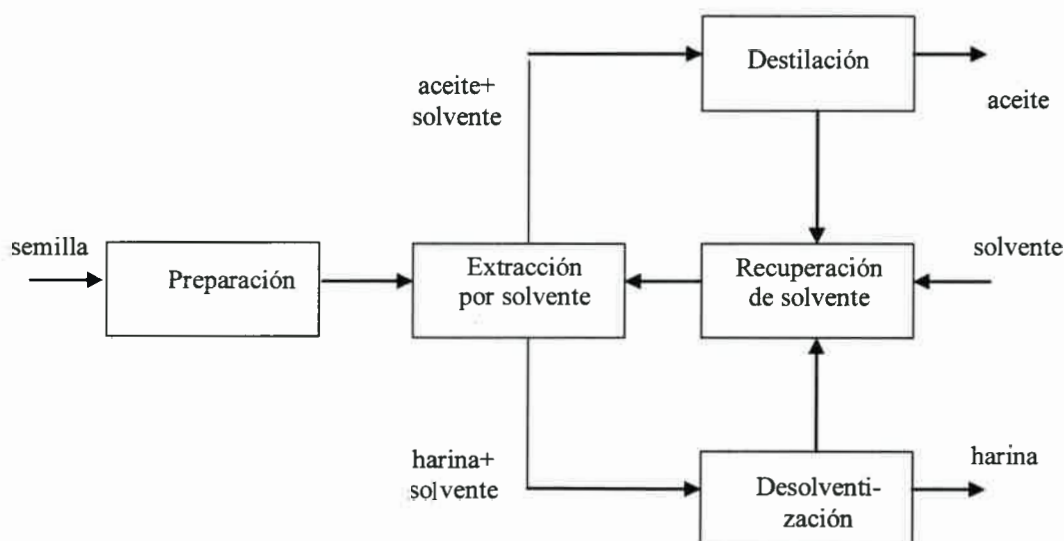 Destilación
aceite+
solvente
aceite
semilla
Preparación
Extracción
por solvente
Recuperación
de solvente
solvente
harina+
solvente
Desolventi-
zación
harina